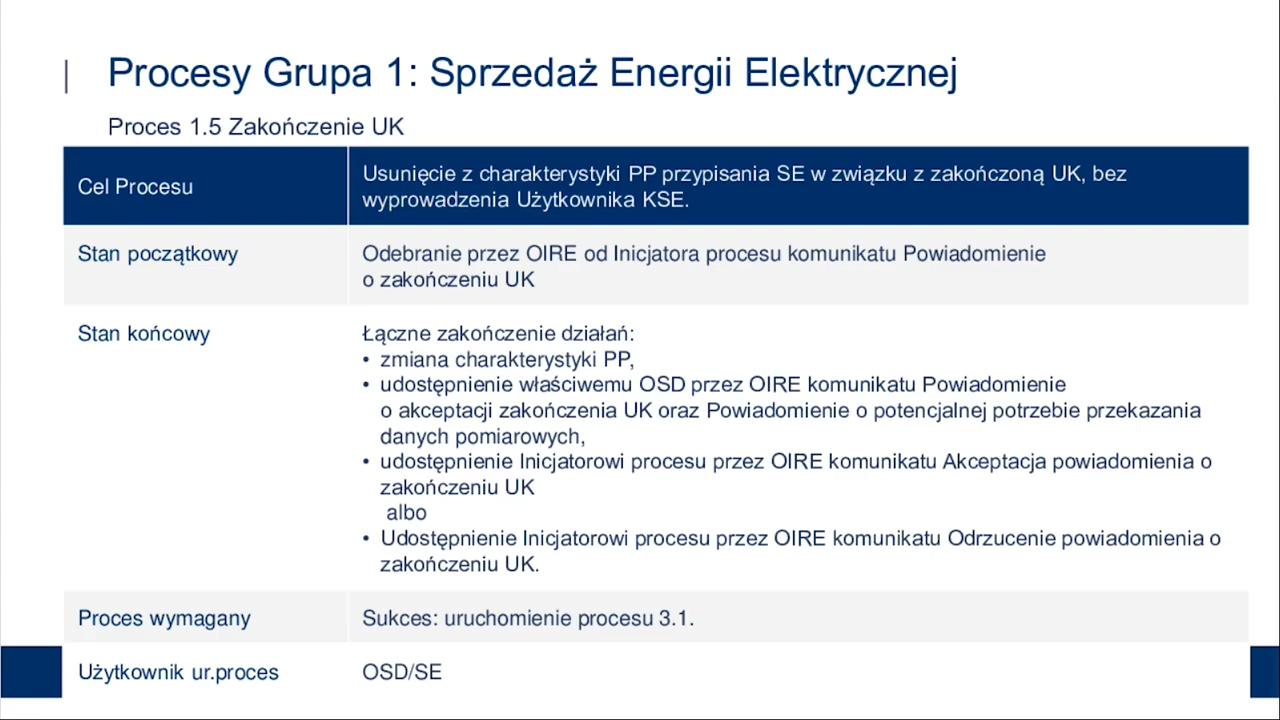 Procesy Grupa 1: Sprzedaż Energii Elektrycznej
Proces 1.5 Zakończenie UK
Cel Procesu
Usunięcie z charakterystyki PP przypisania SE w związku z zakończoną UK, bez
wyprowadzenia Użytkownika KSE.
Stan początkowy
Odebranie przez OIRE od Inicjatora procesu komunikatu Powiadomienie
o zakończeniu UK
Stan końcowy
Łączne zakończenie działań:
• zmiana charakterystyki PP,
• udostępnienie właściwemu OSD przez OIRE komunikatu Powiadomienie
o akceptacji zakończenia UK oraz Powiadomienie o potencjalnej potrzebie przekazania
danych pomiarowych,
• udostępnienie Inicjatorowi procesu przez OIRE komunikatu Akceptacja powiadomienia o
zakończeniu UK
albo
• Udostępnienie Inicjatorowi procesu przez OIRE komunikatu Odrzucenie powiadomienia o
zakończeniu UK.
Proces wymagany
Sukces: uruchomienie procesu 3.1.
Użytkownik ur.proces
OSD/SE